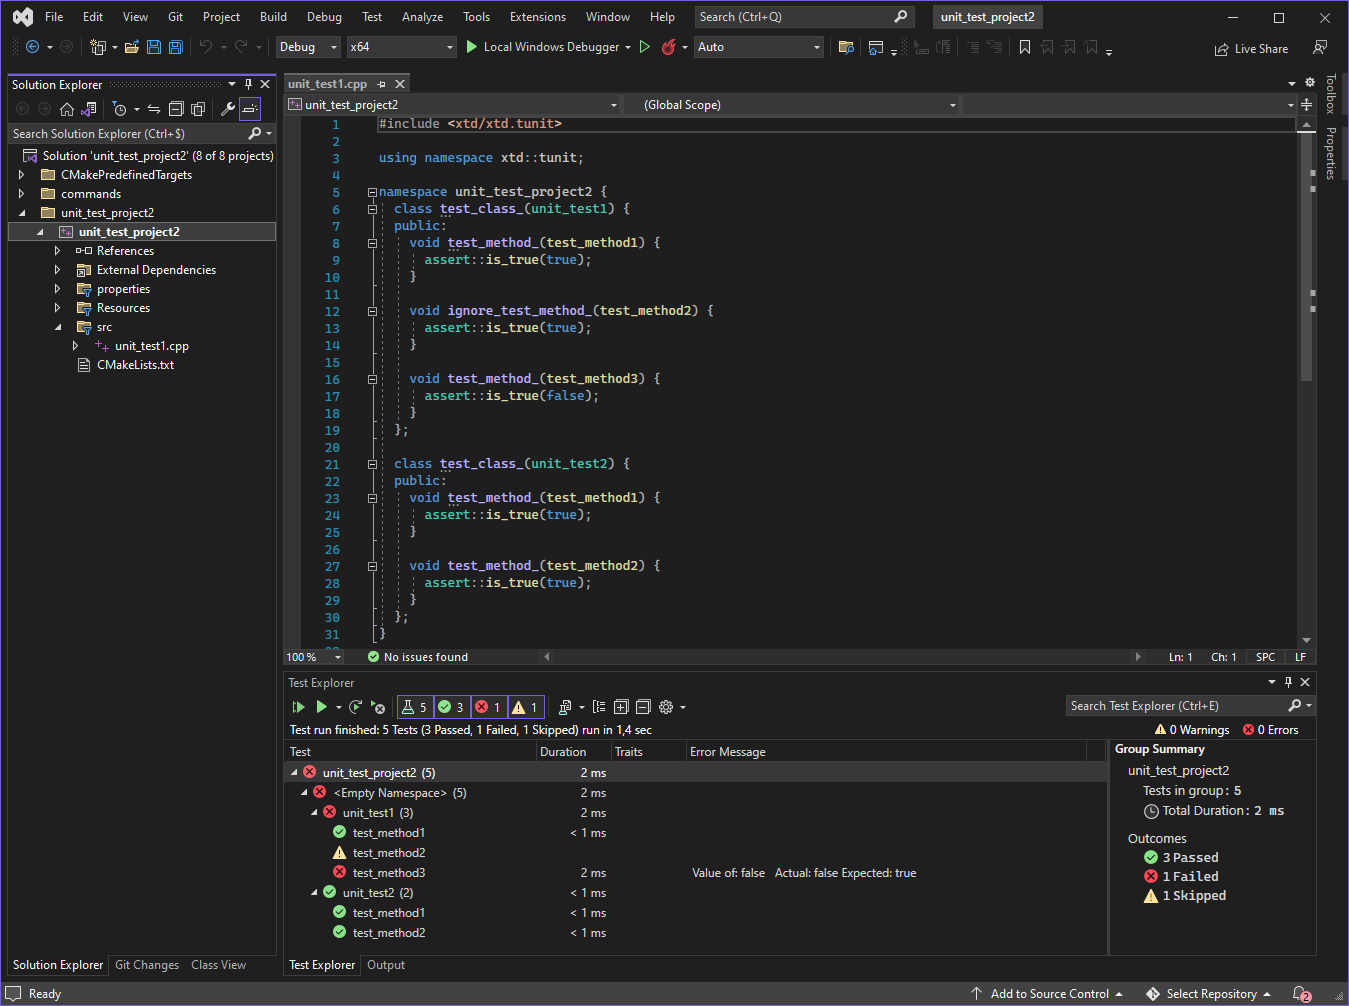 File Edit View Git Project Build Debug Test Analyze Tools Extensions Window Help Search (Ctrl+Q) unit_test_project2
Debug x64 Local Windows Debugger Auto Live Share
Solution Explorer
Search Solution Explorer (Ctrl+$)
Solution 'unit_test_project2' (8 of 8 projects)
CMakePredefinedTargets
commands
unit_test_project2
unit_test_project2
References
External Dependencies
properties
Resources
src
unit_test1.cpp
CMakeLists.txt
Solution Explorer Git Changes Class View
unit_test1.cpp
unit_test_project2 (Global Scope)
1 #include <xtd/xtd.tunit>
2
3 using namespace xtd::tunit;
4
5 namespace unit_test_project2 {
6 class test_class_(unit_test1) {
7 public:
8 void test_method_(test_method1) {
9 assert::is_true(true);
10 }
11
12 void ignore_test_method_(test_method2) {
13 assert::is_true(true);
14 }
15
16 void test_method_(test_method3) {
17 assert::is_true(false);
18 }
19 };
20
21 class test_class_(unit_test2) {
22 public:
23 void test_method_(test_method1) {
24 assert::is_true(true);
25 }
26
27 void test_method_(test_method2) {
28 assert::is_true(true);
29 }
30 };
31 }
100 % No issues found Ln: 1 Ch: 1 SPC LF
Toolbox
Properties
Test Explorer
5 3 1 1 Search Test Explorer (Ctrl+E)
Test run finished: 5 Tests (3 Passed, 1 Failed, 1 Skipped) run in 1,4 sec 0 Warnings 0 Errors
Test Duration Traits Error Message
unit_test_project2 (5) 2 ms
<Empty Namespace> (5) 2 ms
unit_test1 (3) 2 ms
test_method1 < 1 ms
test_method2
test_method3 2 ms Value of: false Actual: false Expected: true
unit_test2 (2) < 1 ms
test_method1 < 1 ms
test_method2 < 1 ms
Group Summary
unit_test_project2
Tests in group: 5
Total Duration: 2 ms
Outcomes
3 Passed
1 Failed
1 Skipped
Test Explorer Output
Ready Add to Source Control Select Repository 2